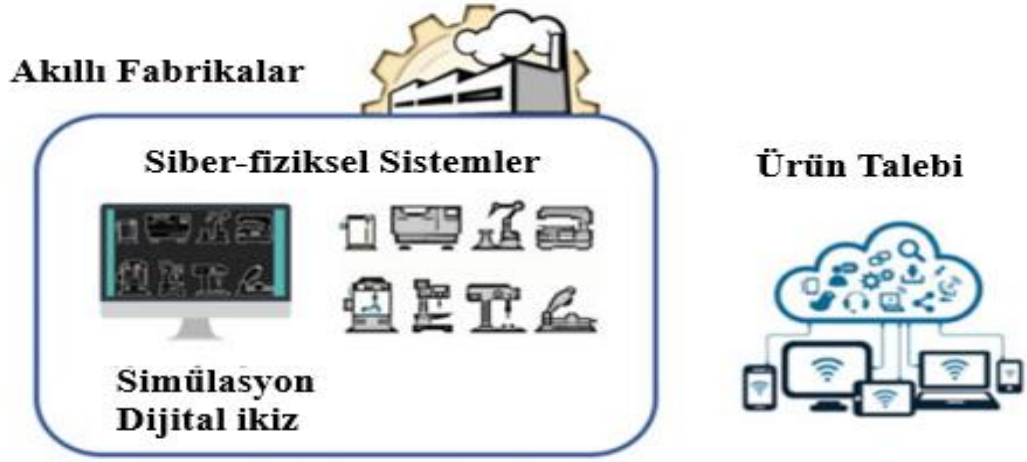 Akıllı Fabrikalar
Siber-fiziksel Sistemler
Ürün Talebi
Simülasyon
Dijital ikiz